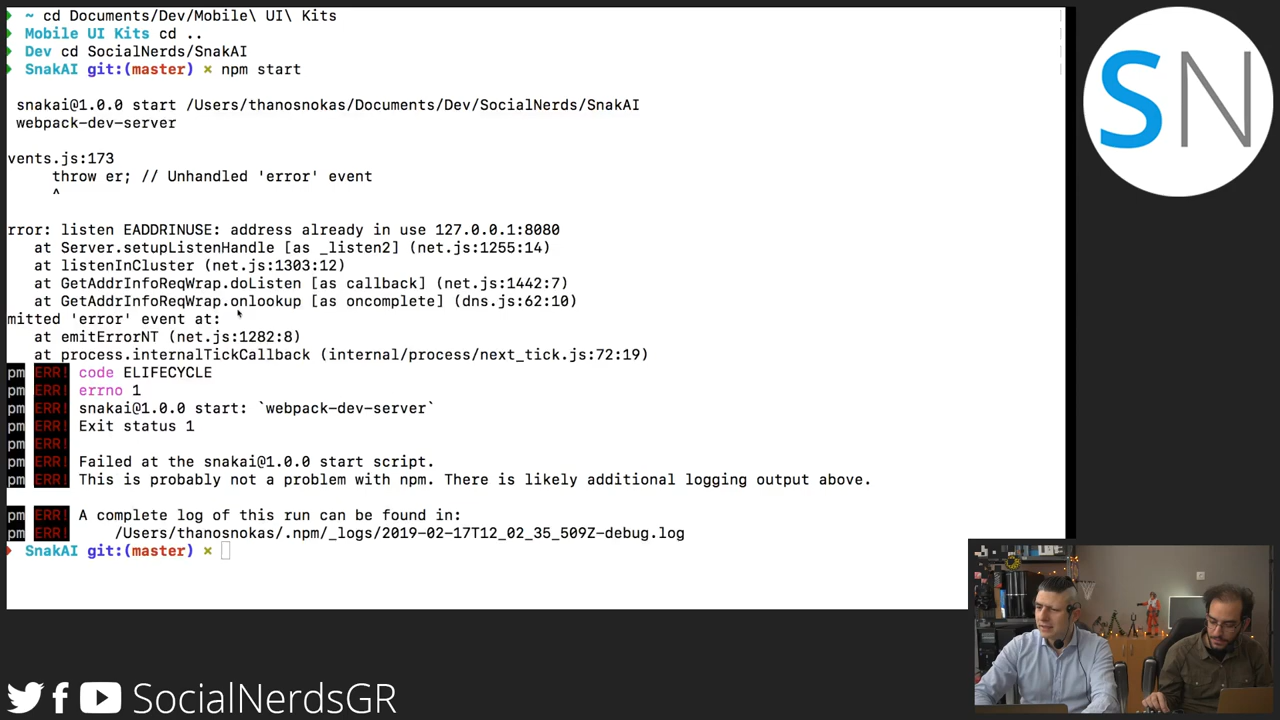 ~ cd Documents/Dev/Mobile\ UI\ Kits
Mobile UI Kits cd ..
Dev cd SocialNerds/SnakAI
SnakAI git:(master) × npm start
snakai@1.0.0 start /Users/thanosnokas/Documents/Dev/SocialNerds/SnakAI
webpack-dev-server
vents.js:173
throw er; // Unhandled 'error' event
^
rror: listen EADDRINUSE: address already in use 127.0.0.1:8080
at Server.setupListenHandle [as _listen2] (net.js:1255:14)
at listenInCluster (net.js:1303:12)
at GetAddrInfoReqWrap.doListen [as callback] (net.js:1442:7)
at GetAddrInfoReqWrap.onlookup [as oncomplete] (dns.js:62:10)
mitted 'error' event at:
at emitErrorNT (net.js:1282:8)
at process.internalTickCallback (internal/process/next_tick.js:72:19)
pm ERR! code ELIFECYCLE
pm ERR! errno 1
pm ERR! snakai@1.0.0 start: `webpack-dev-server`
pm ERR! Exit status 1
pm ERR!
pm ERR! Failed at the snakai@1.0.0 start script.
pm ERR! This is probably not a problem with npm. There is likely additional logging output above.
pm ERR! A complete log of this run can be found in:
pm ERR! /Users/thanosnokas/.npm/_logs/2019-02-17T12_02_35_509Z-debug.log
SnakAI git:(master) ×
SN
SocialNerdsGR